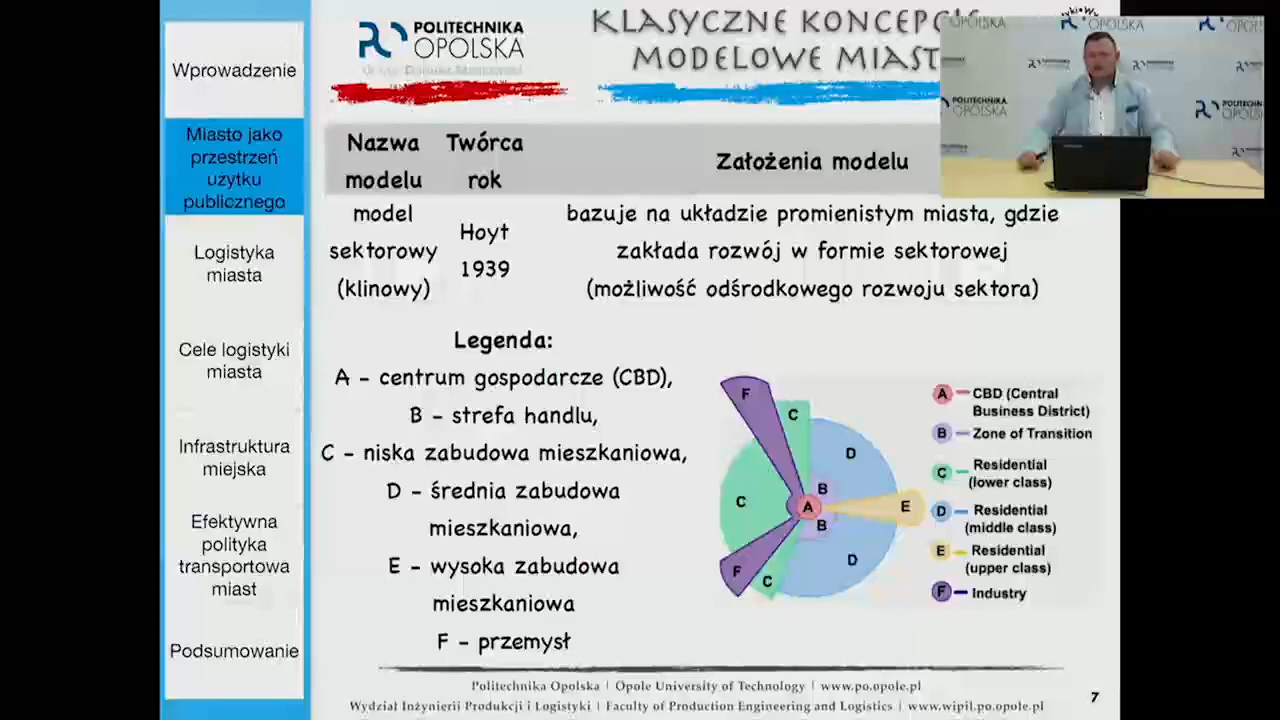 Wprowadzenie
Miasto jako
przestrzeń
użytku
publicznego
Logistyka
miasta
Cele logistyki
miasta
Infrastruktura
miejska
Efektywna
polityka
transportowa
miast
Podsumowanie
POLITECHNIKA
OPOLSKA
KLASYCZNE
MODELOWE MIAST
Nazwa
modelu
Twórca
rok
Założenia modelu
model
sektorowy
(klinowy)
Hoyt
1939
bazuje na układzie promienistym miasta, gdzie
zakłada rozwój w formie sektorowej
(możliwość odśrodkowego rozwoju sektora)
Legenda:
A – centrum gospodarcze (CBD),
B – strefa handlu,
C – niska zabudowa mieszkaniowa,
D – średnia zabudowa
mieszkaniowa,
E – wysoka zabudowa
mieszkaniowa
F – przemysł
F
C
D
C
B
A
E
B
F
C
D
A CBD (Central
Business District)
B Zone of Transition
C Residential
(lower class)
D Residential
(middle class)
E Residential
(upper class)
F Industry
Politechnika Opolska | Opole University of Technology | www.po.opole.pl
Wydział Inżynierii Produkcji i Logistyki | Faculty of Production Engineering and Logistics | www.wipil.po.opole.pl
7
OPOLSKA
OPOLSKA
POLITECHNIKA
OPOLSKA